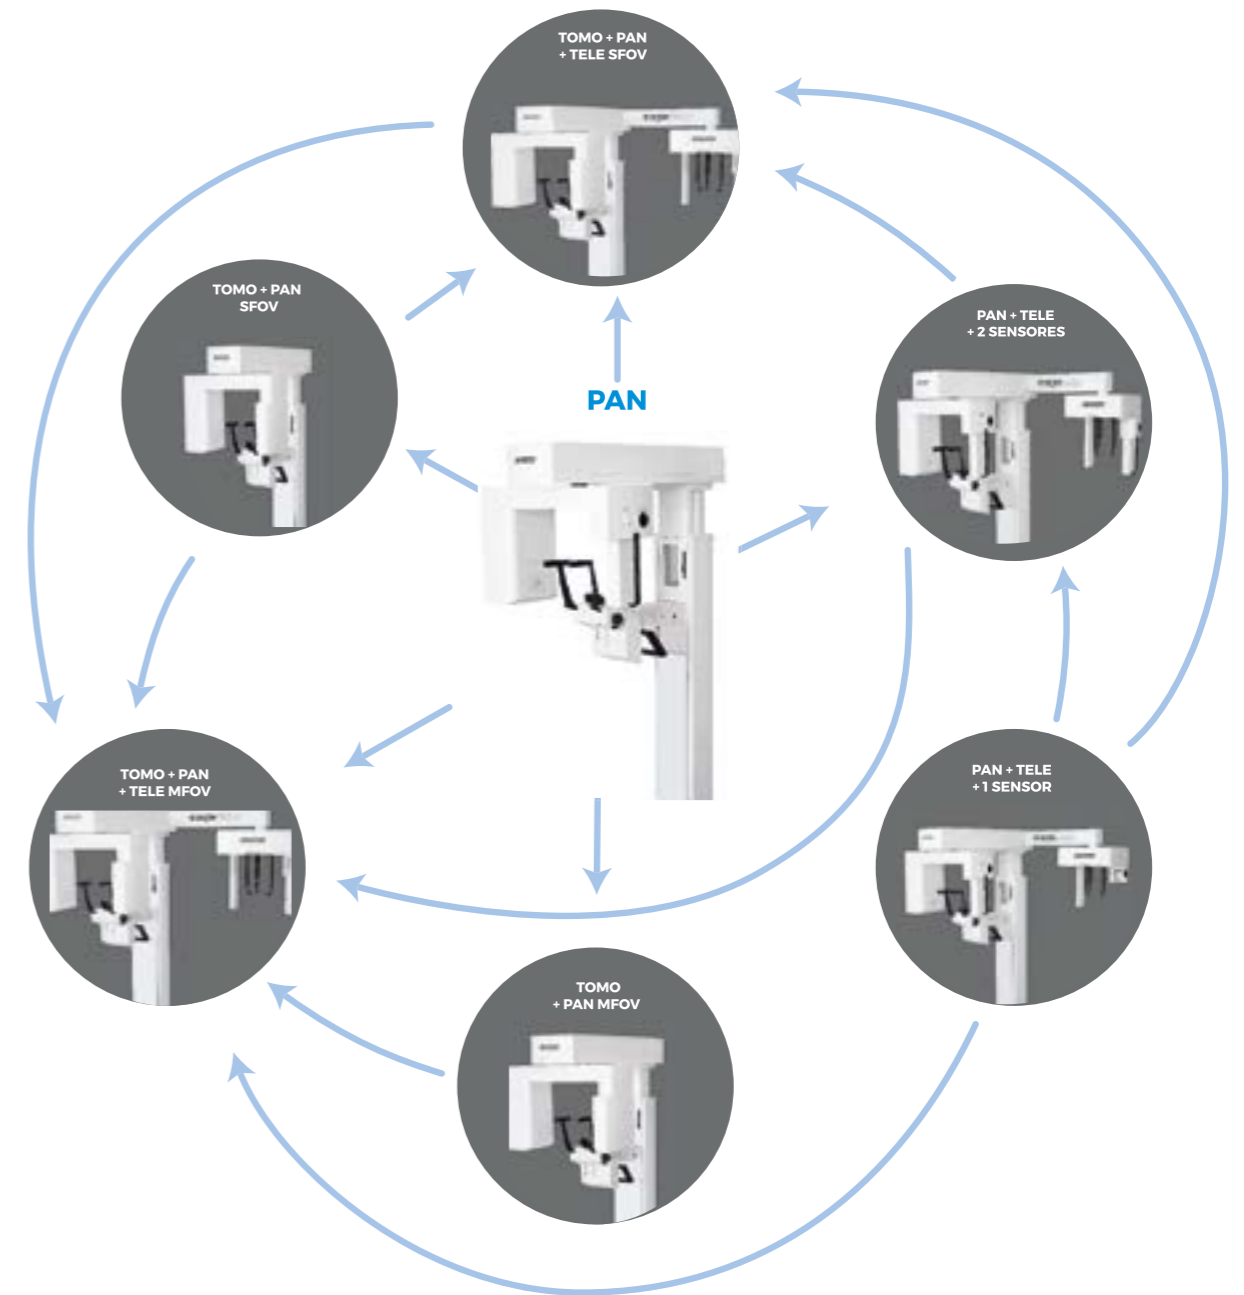 TOMO + PAN
+ TELE SFOV
TOMO + PAN
SFOV
PAN + TELE
+ 2 SENSORES
PAN
TOMO + PAN
+ TELE MFOV
PAN + TELE
+ 1 SENSOR
TOMO
+ PAN MFOV